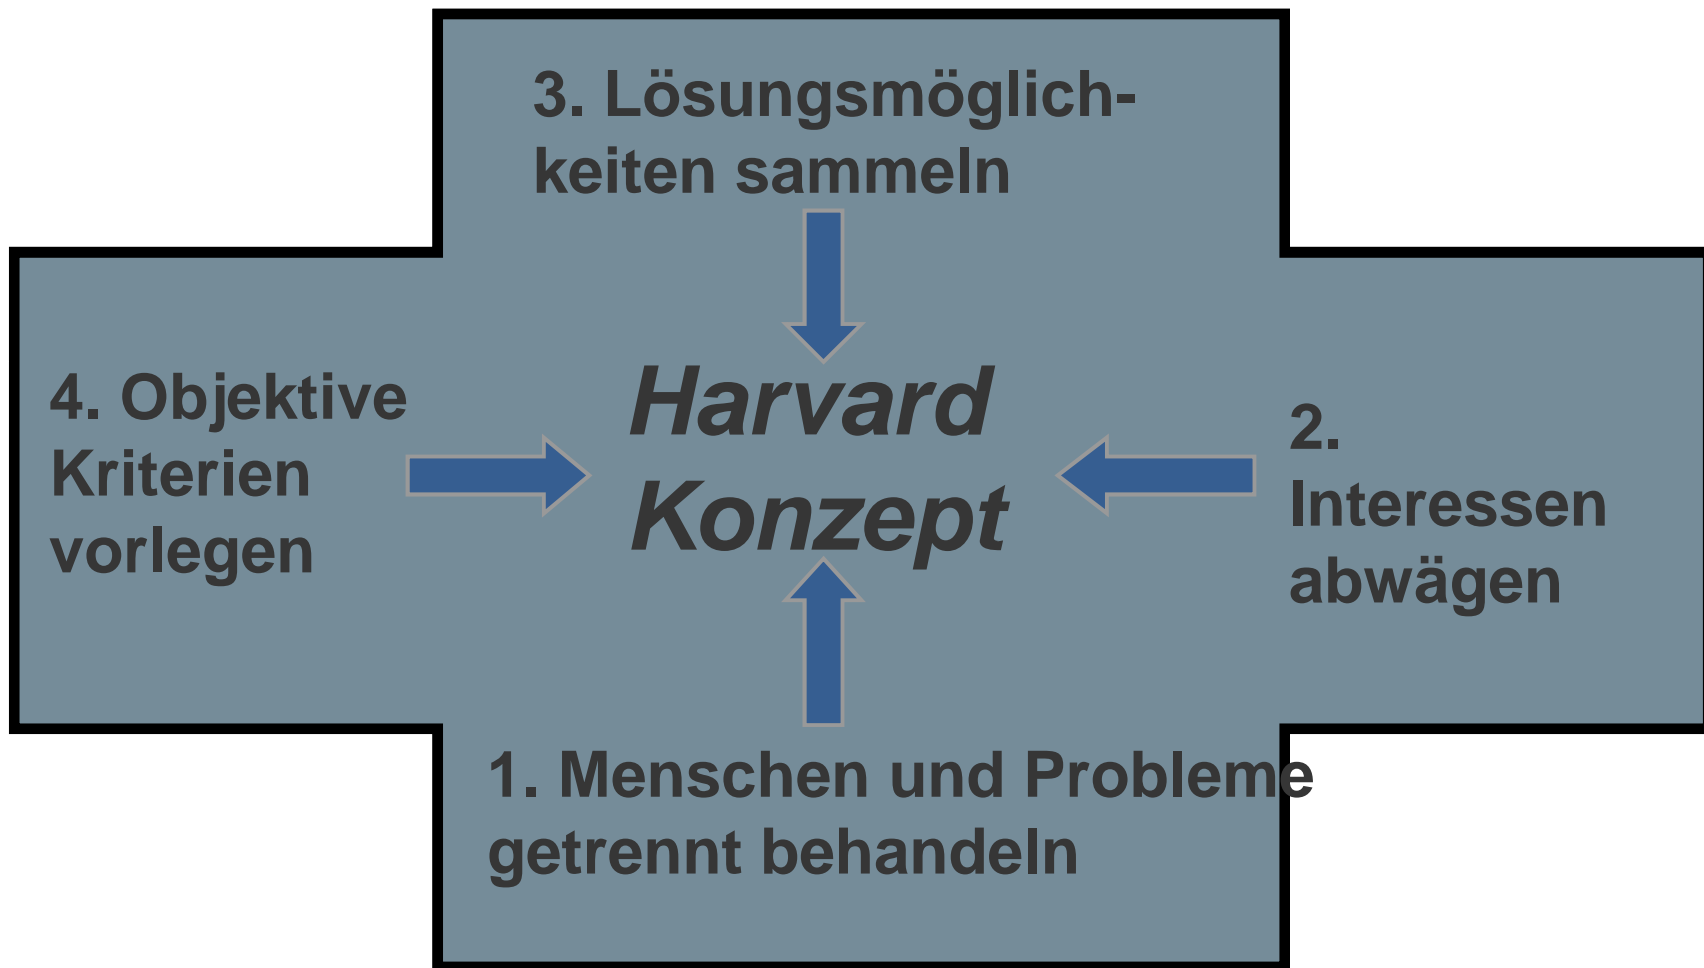 3. Lösungsmöglich-
keiten sammeln
4. Objektive
Kriterien
vorlegen
Harvard
Konzept
2.
Interessen
abwägen
1. Menschen und Probleme
getrennt behandeln